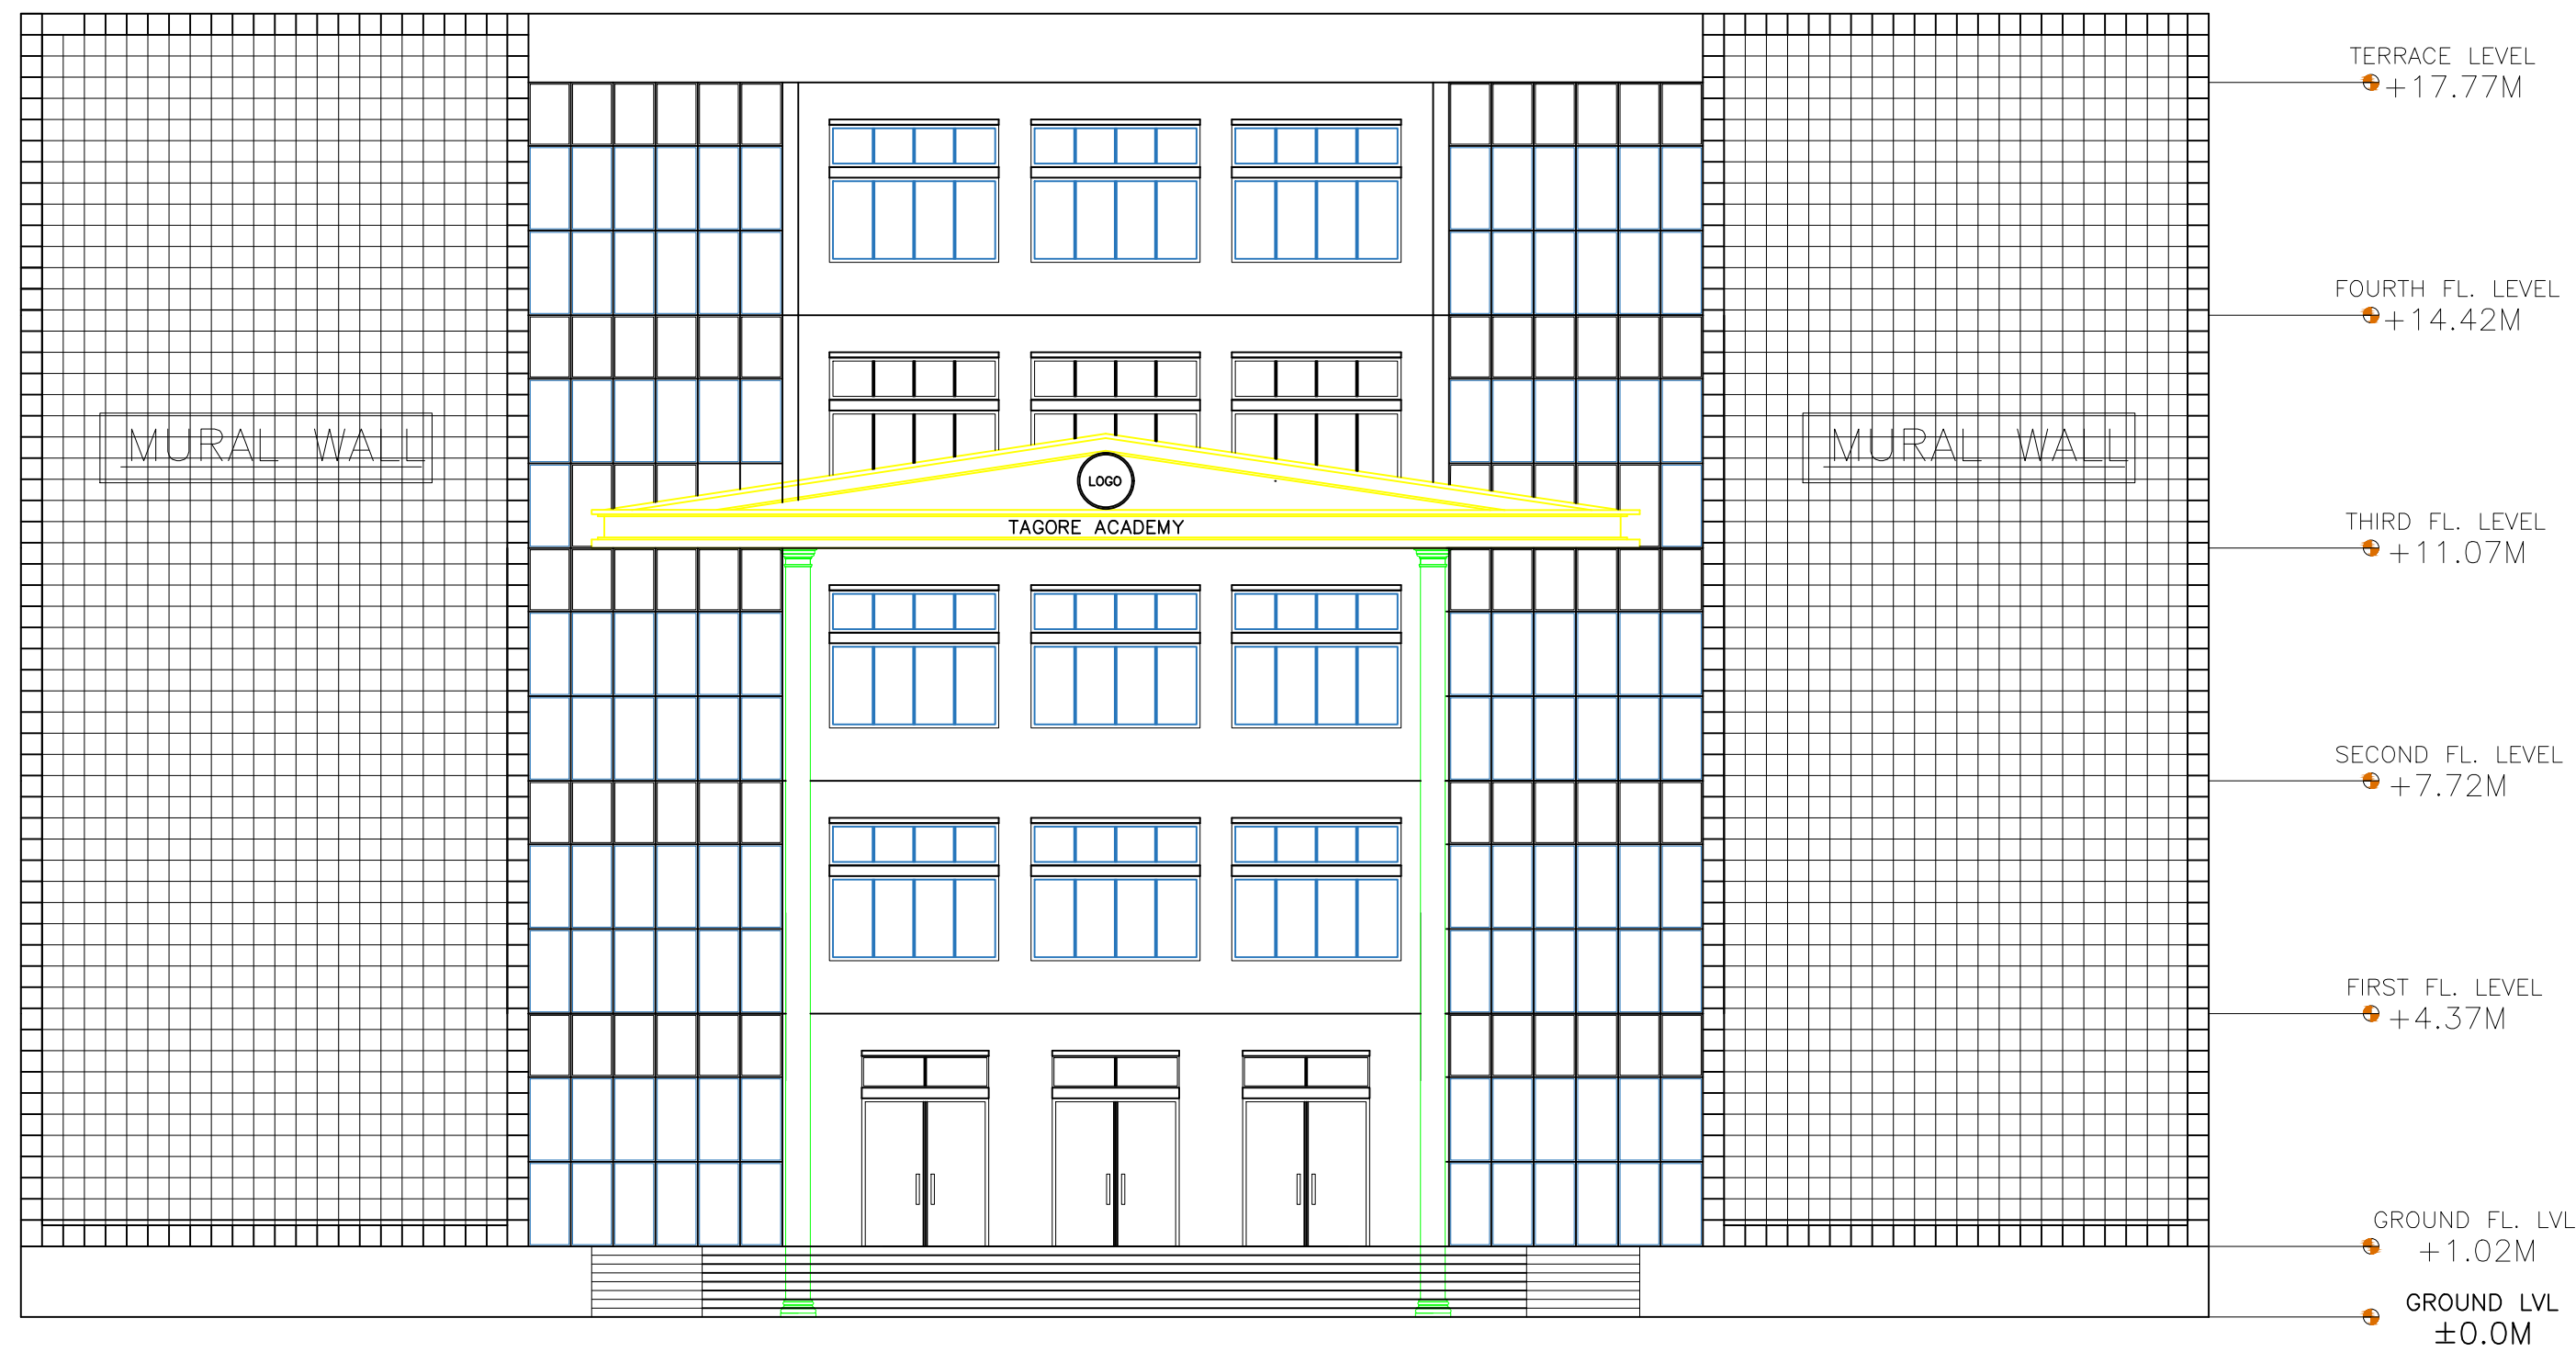 TERRACE LEVEL
+17.77M
FOURTH FL. LEVEL
+14.42M
MURAL WALL
MURAL WALL
LOGO
TAGORE ACADEMY
THIRD FL. LEVEL
+11.07M
SECOND FL. LEVEL
+7.72M
FIRST FL. LEVEL
+4.37M
GROUND FL. LVL
+1.02M
GROUND LVL
±0.0M